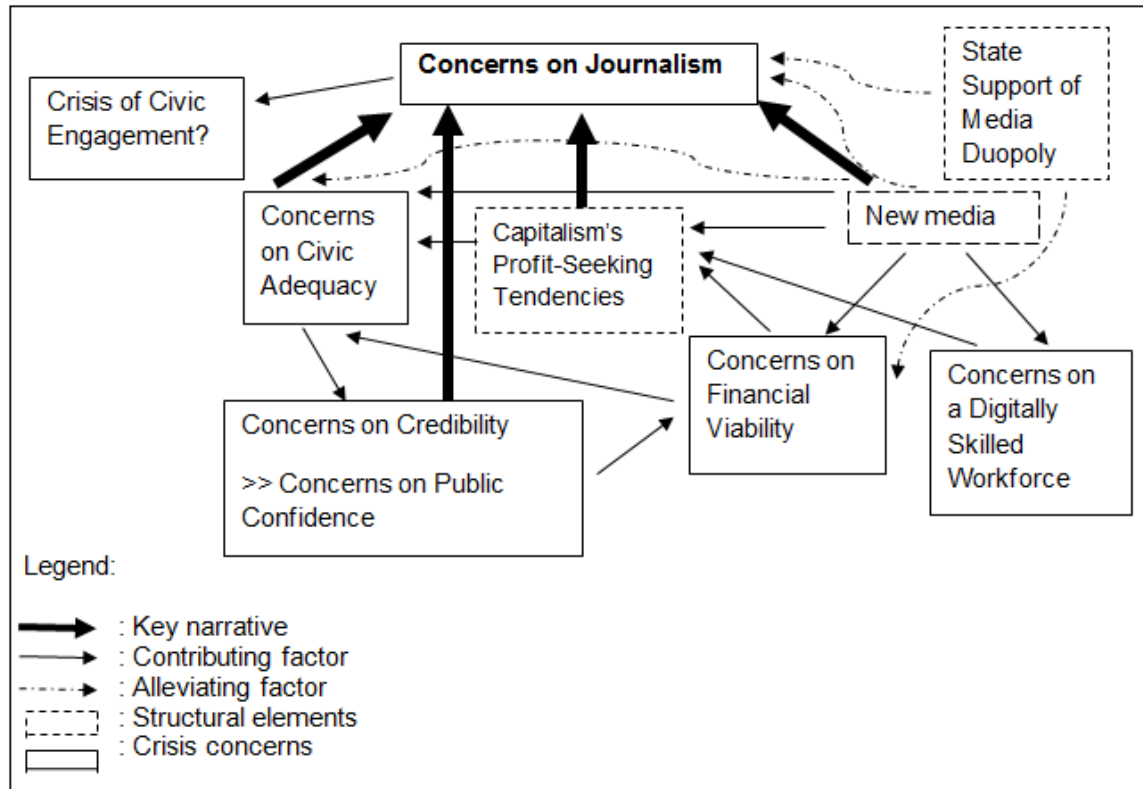 Concerns on Journalism
State
Support of
Media
Duopoly
Crisis of Civic
Engagement?
Concerns
on Civic
Adequacy
Capitalism's
Profit-Seeking
Tendencies
New media
Concerns on
Financial
Viability
Concerns on
a Digitally
Skilled
Workforce
Concerns on Credibility
>> Concerns on Public
Confidence
Legend:
: Key narrative
: Contributing factor
: Alleviating factor
: Structural elements
: Crisis concerns